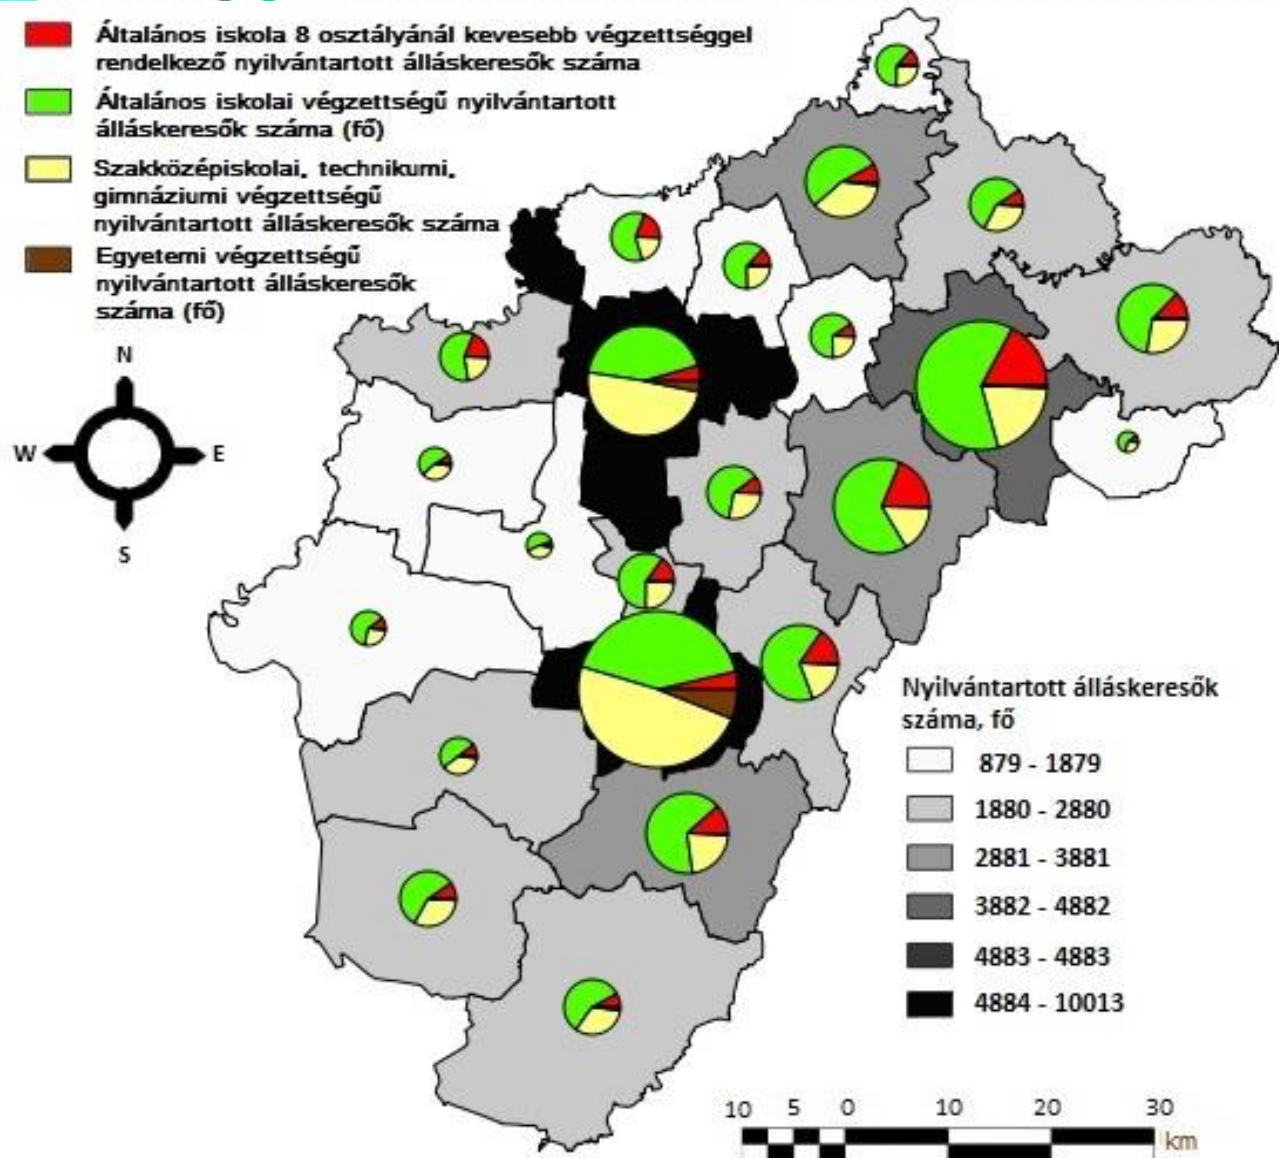 Általános iskola 8 osztályánál kevesebb végzettséggel
rendelkező nyilvántartott álláskeresők száma
Általános iskolai végzettségű nyilvántartott
álláskeresők száma (fő)
Szakközépiskolai, technikumi,
gimnáziumi végzettségű
nyilvántartott álláskeresők száma
Egyetemi végzettségű
nyilvántartott álláskeresők
száma (fő)
N
W E
S
Nyilvántartott álláskeresők
száma, fő
879 - 1879
1880 - 2880
2881 - 3881
3882 - 4882
4883 - 4883
4884 - 10013
10 5 0 10 20 30
km